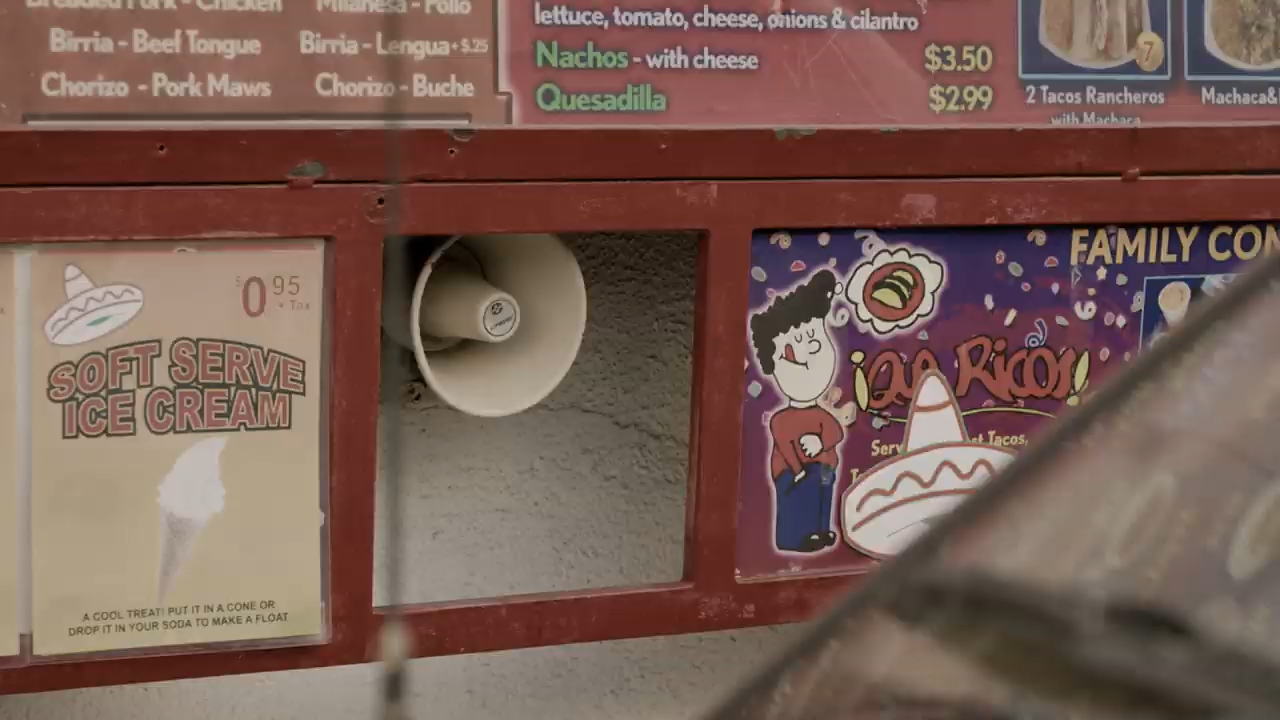 Breaded Pork - Chicken
Milanesa - Pollo
Birria - Beef Tongue
Birria - Lengua + $.25
Chorizo - Pork Maws
Chorizo - Buche
lettuce, tomato, cheese, onions & cilantro
Nachos - with cheese $3.50
Quesadilla $2.99
7
2 Tacos Rancheros
with Machaca
Machaca&
$0.95
+ Tax
SOFT SERVE
ICE CREAM
A COOL TREAT! PUT IT IN A CONE OR
DROP IT IN YOUR SODA TO MAKE A FLOAT
FAMILY CO
¡Que Ricos!
Tacos,